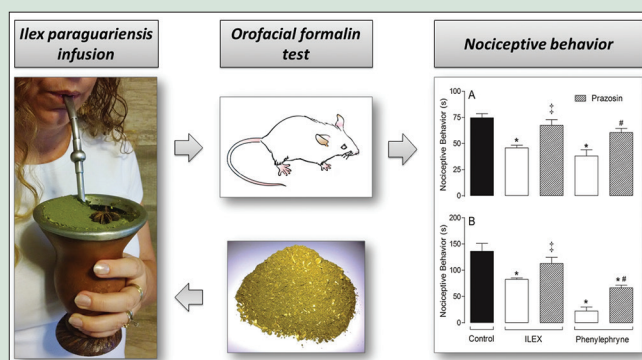 Ilex paraguariensis
infusion
Orofacial formalin
test
Nociceptive behavior
A
Prazosin
Nociceptive Behavior (s)
100
75
50
25
0
*
‡
*
#
B
Nociceptive Behavior (s)
200
150
100
50
0
*
‡
*
* #
Control
ILEX
Phenylephryne